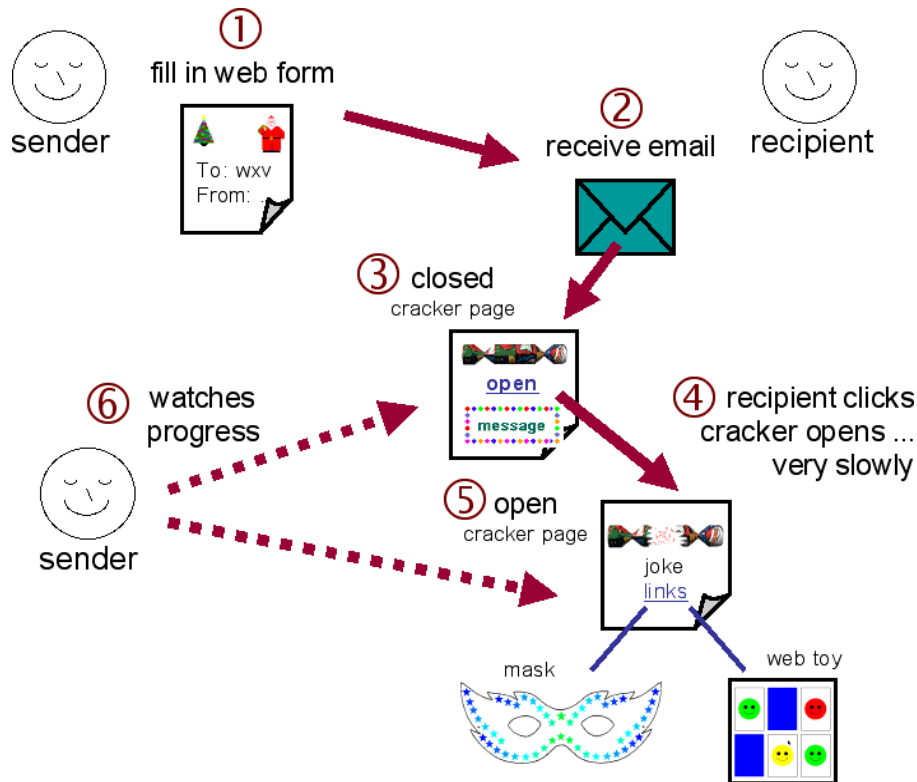 ①
fill in web form
sender
To: wxv
From: ..
②
receive email
recipient
③ closed
cracker page
open
message
④ recipient clicks
cracker opens ...
very slowly
⑤ open
cracker page
joke
links
⑥ watches
progress
sender
mask
web toy